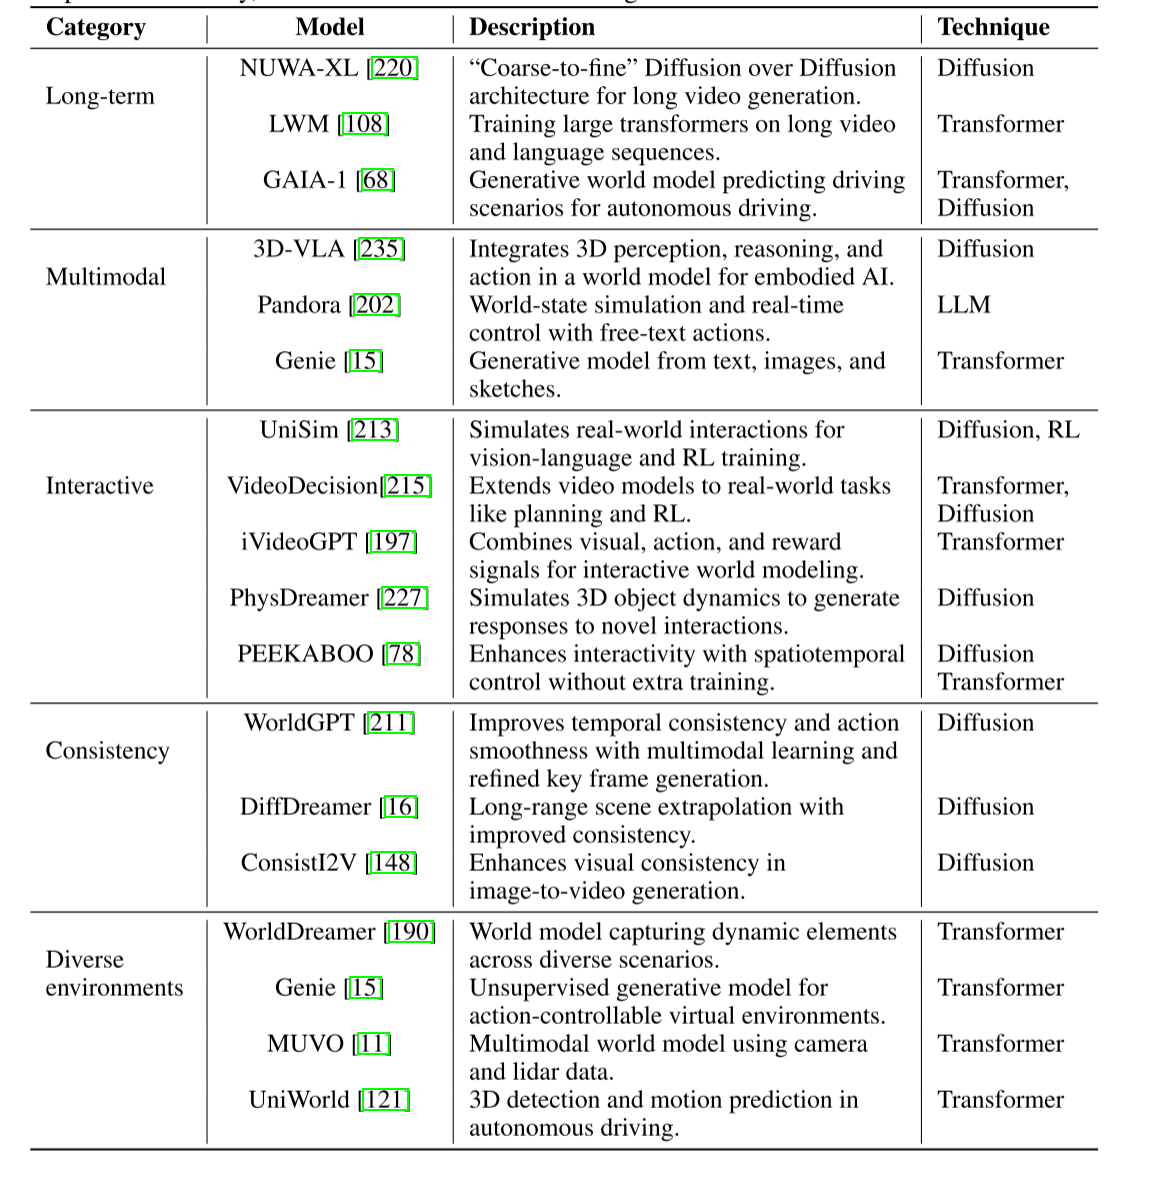 Category Model Description Technique
NUWA-XL [220] “Coarse-to-fine” Diffusion over Diffusion Diffusion
Long-term architecture for long video generation.
LWM [108] Training large transformers on long video Transformer
and language sequences.
GAIA-1 [68] Generative world model predicting driving Transformer,
scenarios for autonomous driving. Diffusion
3D-VLA [235] Integrates 3D perception, reasoning, and Diffusion
Multimodal action in a world model for embodied AI.
Pandora [202] World-state simulation and real-time LLM
control with free-text actions.
Genie [15] Generative model from text, images, and Transformer
sketches.
UniSim [213] Simulates real-world interactions for Diffusion, RL
vision-language and RL training.
Interactive VideoDecision[215] Extends video models to real-world tasks Transformer,
like planning and RL. Diffusion
iVideoGPT [197] Combines visual, action, and reward Transformer
signals for interactive world modeling.
PhysDreamer [227] Simulates 3D object dynamics to generate Diffusion
responses to novel interactions.
PEEKABOO [78] Enhances interactivity with spatiotemporal Diffusion
control without extra training. Transformer
WorldGPT [211] Improves temporal consistency and action Diffusion
Consistency smoothness with multimodal learning and
refined key frame generation.
DiffDreamer [16] Long-range scene extrapolation with Diffusion
improved consistency.
ConsistI2V [148] Enhances visual consistency in Diffusion
image-to-video generation.
WorldDreamer [190] World model capturing dynamic elements Transformer
Diverse across diverse scenarios.
environments Genie [15] Unsupervised generative model for Transformer
action-controllable virtual environments.
MUVO [11] Multimodal world model using camera Transformer
and lidar data.
UniWorld [121] 3D detection and motion prediction in Transformer
autonomous driving.